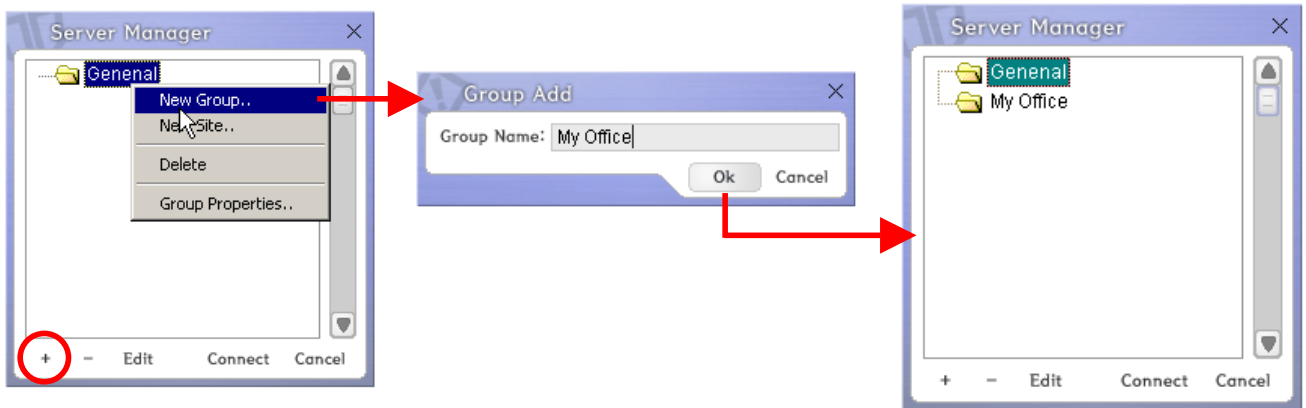 Server Manager
Genenal
New Group..
New Site..
Delete
Group Properties..
+ - Edit Connect Cancel
Group Add
Group Name: My Office
Ok Cancel
Server Manager
Genenal
My Office
+ - Edit Connect Cancel